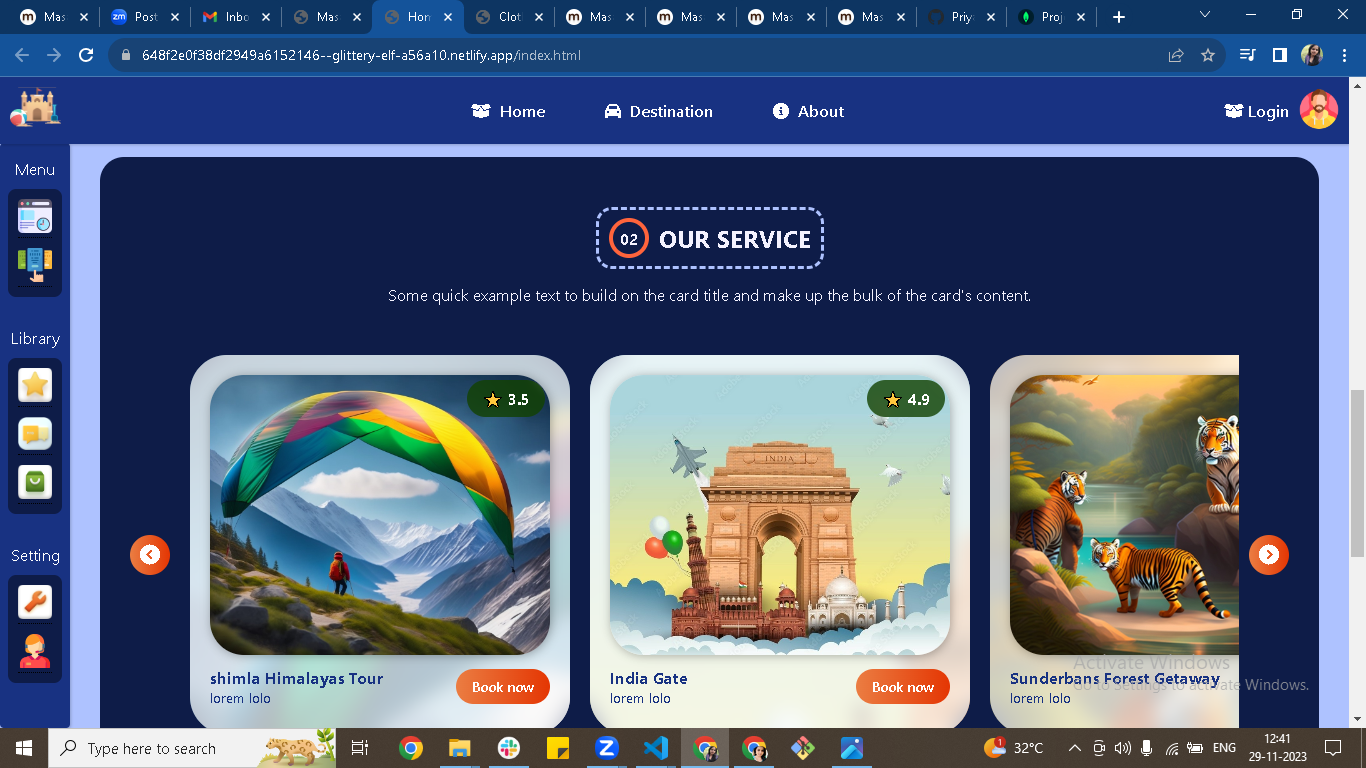 Mas
Post
Inbo
Mas
Hom
Clot
Mas
Mas
Mas
Mas
Priy
Proj
648f2e0f38df2949a6152146--glittery-elf-a56a10.netlify.app/index.html
Home
Destination
About
Login
Menu
Library
Setting
02 OUR SERVICE
Some quick example text to build on the card title and make up the bulk of the card's content.
3.5
4.9
INDIA
shimla Himalayas Tour
lorem lolo
Book now
India Gate
lorem lolo
Book now
Sunderbans Forest Getaway
lorem lolo
Activate Windows
Go to Settings to activate Windows.
Type here to search
1
32°C
ENG
12:41
29-11-2023